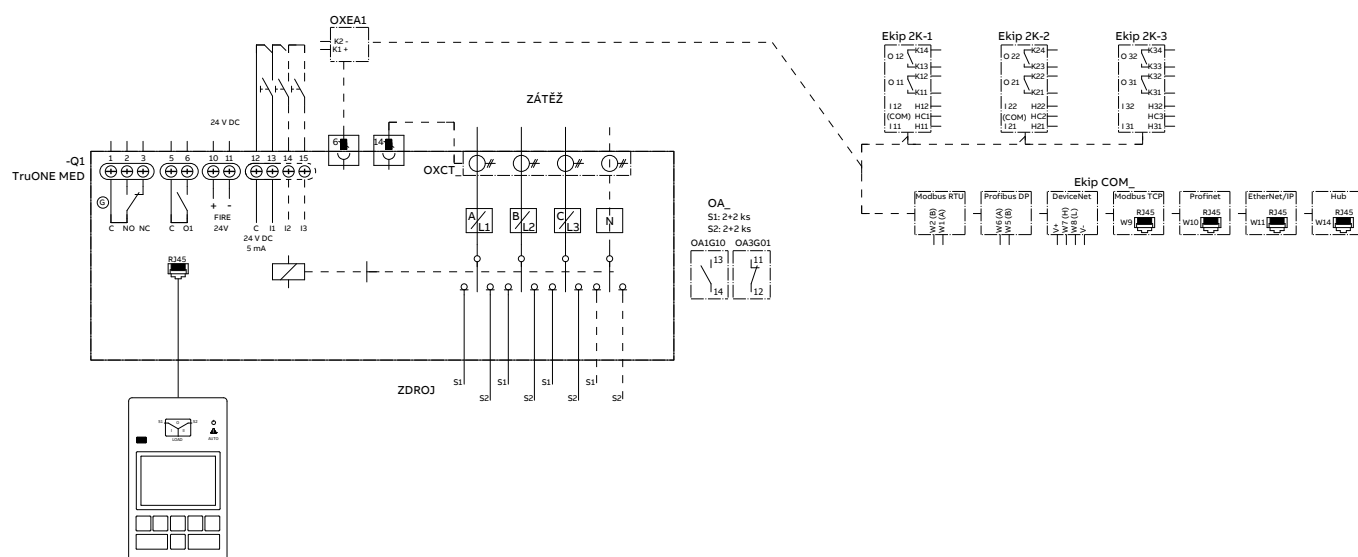 OXEA1
K2 -
K1 +
Ekip 2K-1
Ekip 2K-2
Ekip 2K-3
O 12
K14
K13
O 11
K12
K11
I 12
H12
(COM)
HC1
I 11
H11
O 22
K24
K23
O 21
K22
K21
I 22
H22
(COM)
HC2
I 21
H21
O 32
K34
K33
O 31
K32
K31
I 32
H32
HC3
I 31
H31
ZÁTĚŽ
24 V DC
-Q1
TruONE MED
1 2 3
5 6
10 11
12 13 14 15
6
14
OXCT_
G
C NO NC
C O1
+ -
FIRE
24V
C I1 I2 I3
24 V DC
5 mA
A
L1
B
L2
C
L3
N
RJ45
OA_
S1: 2+2 ks
S2: 2+2 ks
OA1G10 OA3G01
13
14
11
12
Ekip COM_
Modbus RTU
W2 (B)
W1 (A)
Profibus DP
W6 (A)
W5 (B)
DeviceNet
V+
W7 (H)
W8 (L)
V-
Modbus TCP
RJ45
W9
Profinet
RJ45
W10
EtherNet/IP
RJ45
W11
Hub
RJ45
W14
ZDROJ
S1 S1 S1 S1
S2 S2 S2 S2
S1 S2
LOAD
AUTO